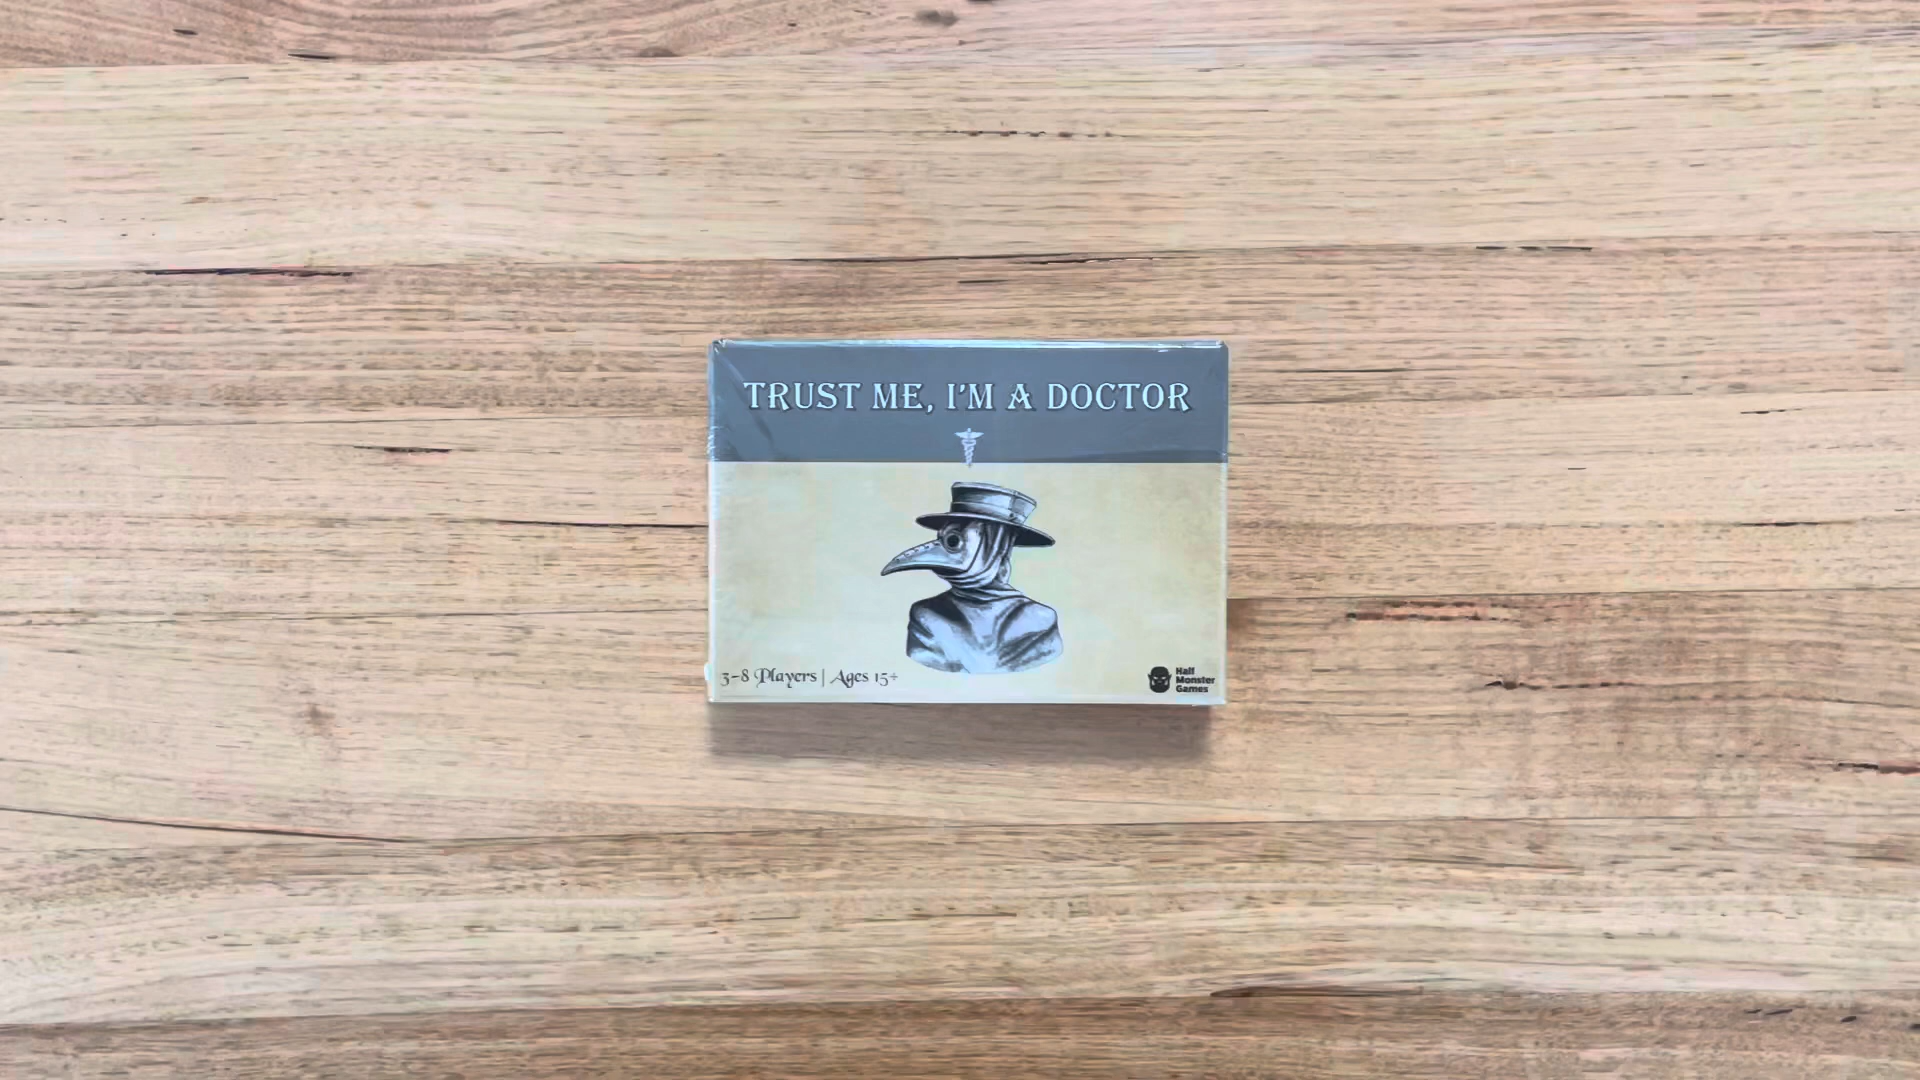 TRUST ME, I'M A DOCTOR
3-8 Players | Ages 15+
Half
Monster
Games